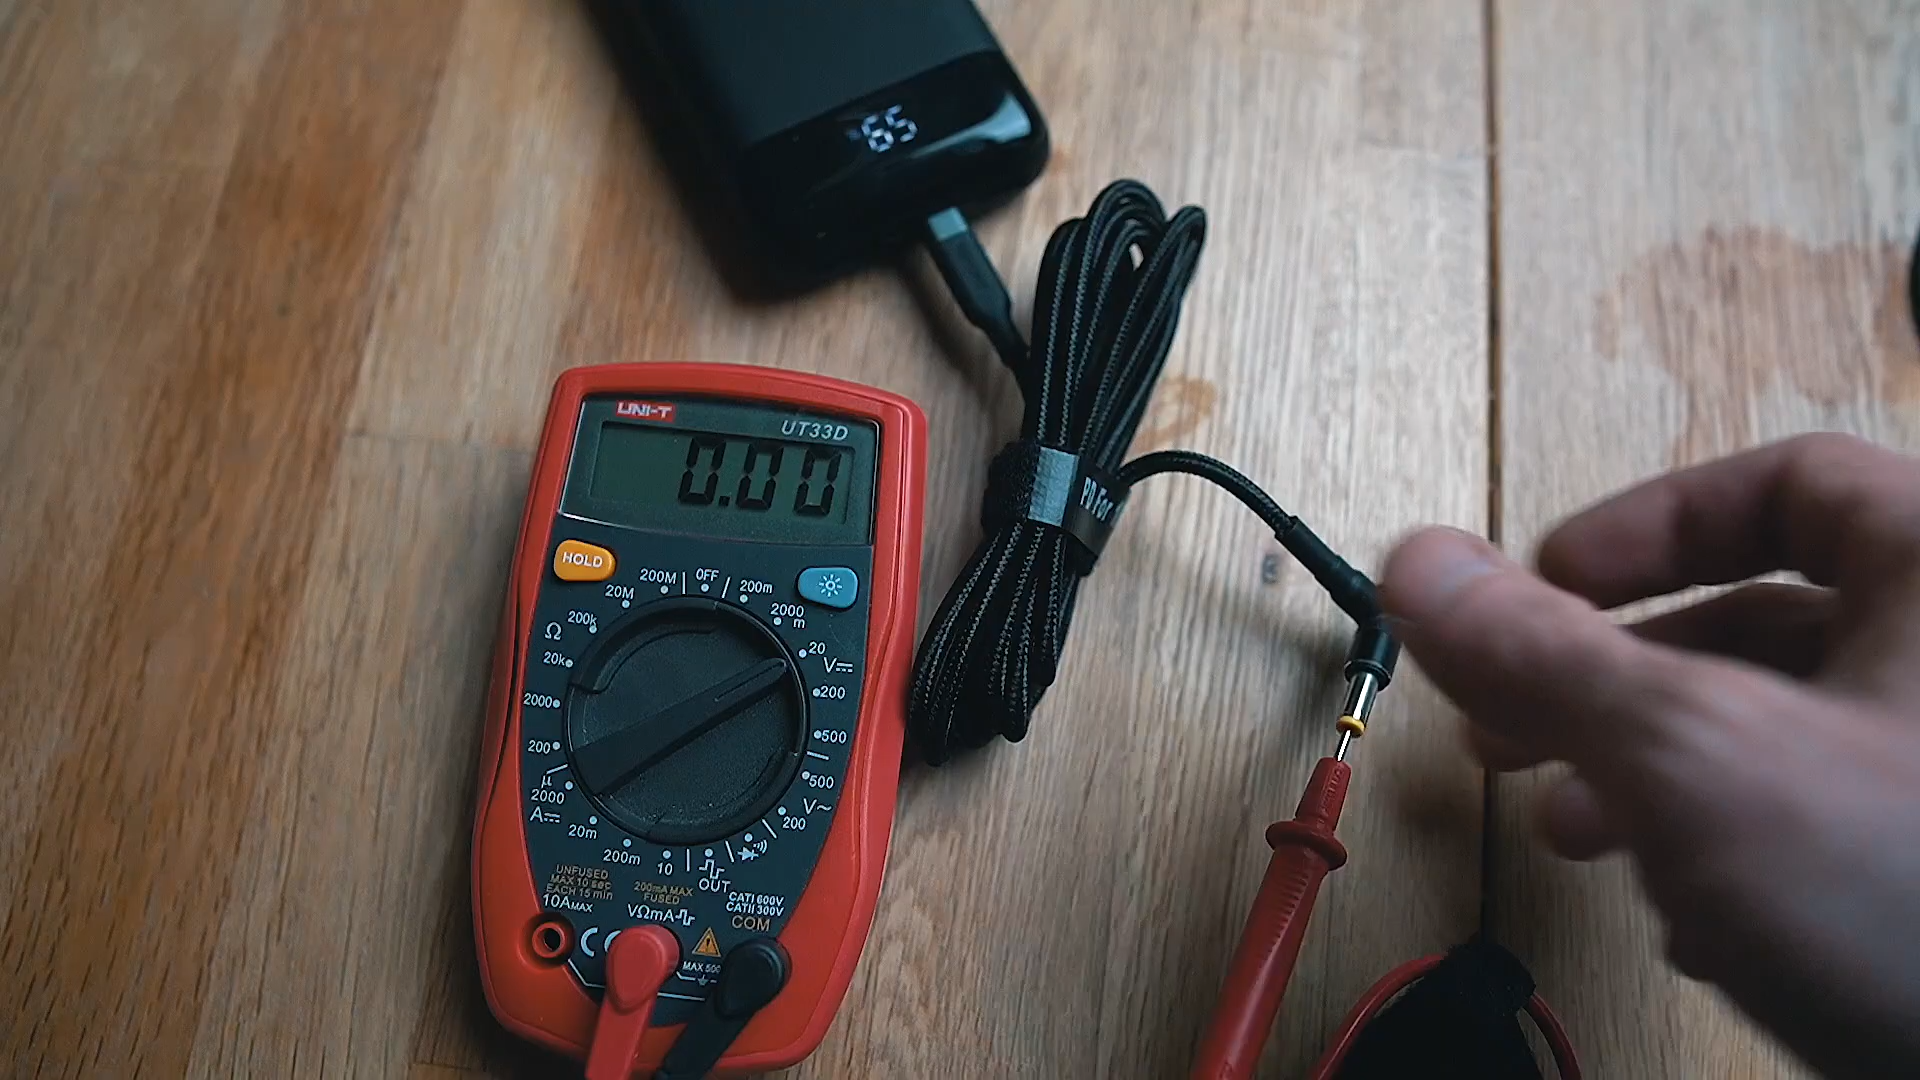 65
UNI-T
UT33D
0.00
HOLD
200M
OFF
200m
20M
2000
m
200k
Ω
20
V⎓
20k
200
2000
500
200
500
μ
2000
V~
A⎓
200
20m
200m
10
OUT
UNFUSED
MAX 10 sec
EACH 15 min
10AMAX
200mA MAX
FUSED
VΩmA
CATI 600V
CATII 300V
COM
MAX 500
PD For